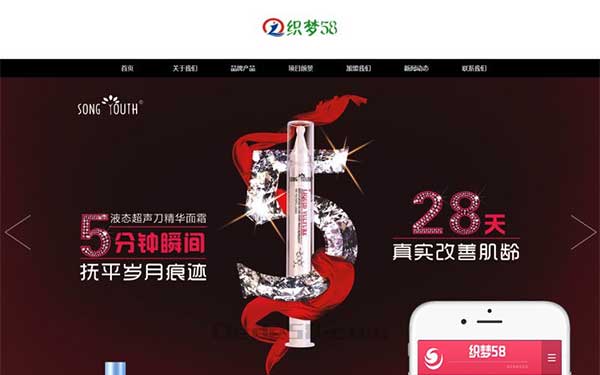 织梦58
首页 关于我们 品牌产品 项目前景 加盟我们 新闻动态 联系我们
SONG YOUTH®
5
液态超声刀精华面霜
5分钟瞬间
抚平岁月痕迹
28天
真实改善肌龄
织梦58